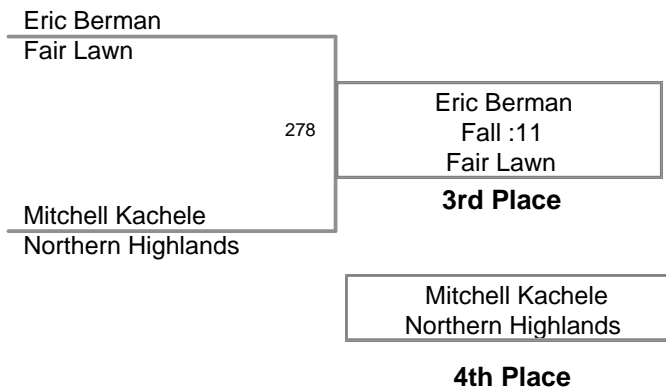 Eric Berman
Fair Lawn
278
Eric Berman
Fall :11
Fair Lawn
3rd Place
Mitchell Kachele
Northern Highlands
Mitchell Kachele
Northern Highlands
4th Place